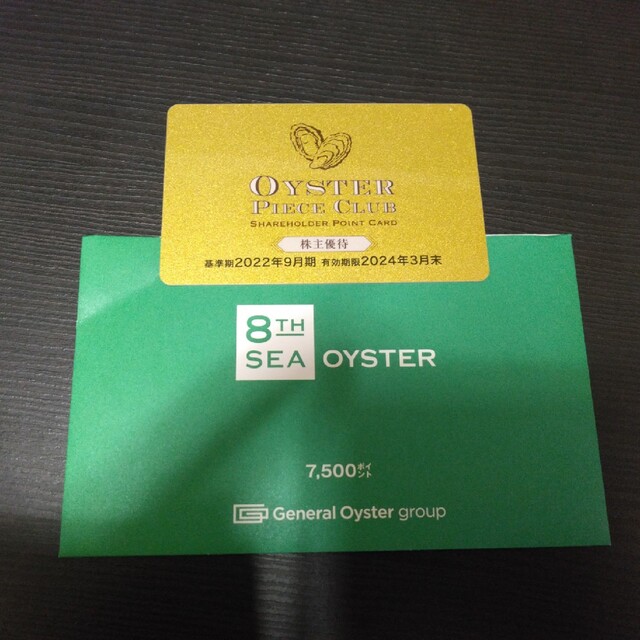 OYSTER
PIECE CLUB
SHAREHOLDER POINT CARD
株主優待
基準期2022年9月期 有効期限2024年3月末
8TH
SEA OYSTER
7,500ポイント
General Oyster group